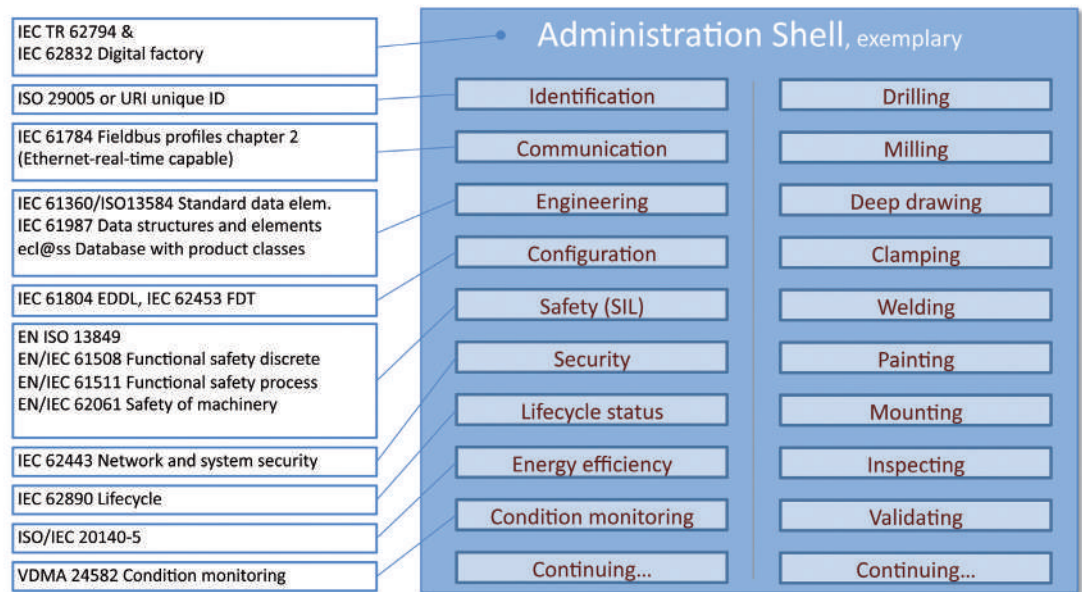 IEC TR 62794 &
IEC 62832 Digital factory
ISO 29005 or URI unique ID
IEC 61784 Fieldbus profiles chapter 2
(Ethernet-real-time capable)
IEC 61360/ISO13584 Standard data elem.
IEC 61987 Data structures and elements
ecl@ss Database with product classes
IEC 61804 EDDL, IEC 62453 FDT
EN ISO 13849
EN/IEC 61508 Functional safety discrete
EN/IEC 61511 Functional safety process
EN/IEC 62061 Safety of machinery
IEC 62443 Network and system security
IEC 62890 Lifecycle
ISO/IEC 20140-5
VDMA 24582 Condition monitoring
Administration Shell, exemplary
Identification
Communication
Engineering
Configuration
Safety (SIL)
Security
Lifecycle status
Energy efficiency
Condition monitoring
Continuing...
Drilling
Milling
Deep drawing
Clamping
Welding
Painting
Mounting
Inspecting
Validating
Continuing...